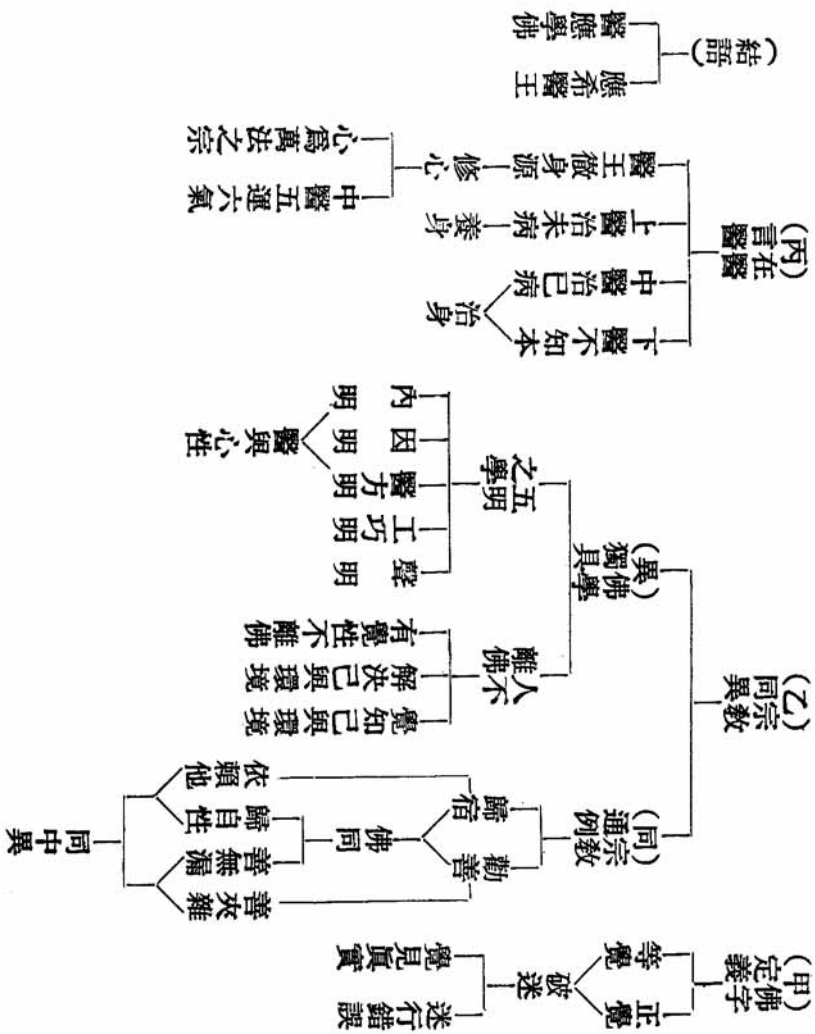 (甲)佛字定義
正覺
等覺
破迷
迷行錯誤
覺見眞實
(乙)宗教同異
(同)宗教通例
勸善
歸宿
佛同
善夾雜
善無漏
歸自性
依賴他
同中異
(異)佛學獨具
人不離佛
覺知己與環境
解決己與環境
有覺性不離佛
五明之學
聲明
工巧明
醫方明
因明
內明
醫與心性
(丙)在醫言醫
下醫不知本
中醫治已病
治身
上醫治未病
養身
醫王徹身源
修心
中醫五運六氣
心爲萬法之宗
(結語)
應希醫王
醫應學佛